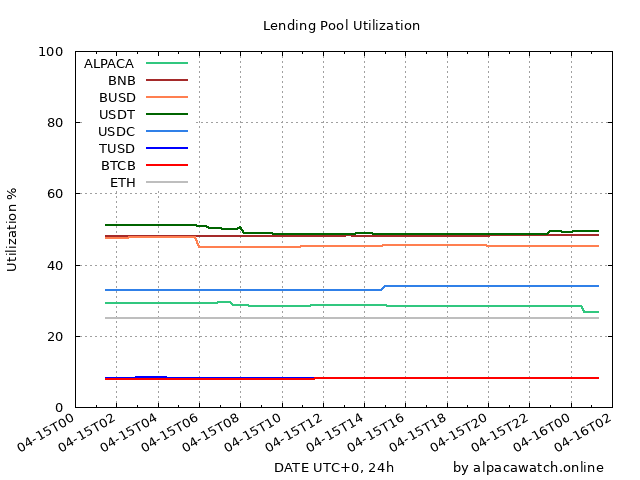 Lending Pool Utilization
Utilization %
100
80
60
40
20
0
ALPACA
BNB
BUSD
USDT
USDC
TUSD
BTCB
ETH
04-15T00
04-15T02
04-15T04
04-15T06
04-15T08
04-15T10
04-15T12
04-15T14
04-15T16
04-15T18
04-15T20
04-15T22
04-16T00
04-16T02
DATE UTC+0, 24h
by alpacawatch.online